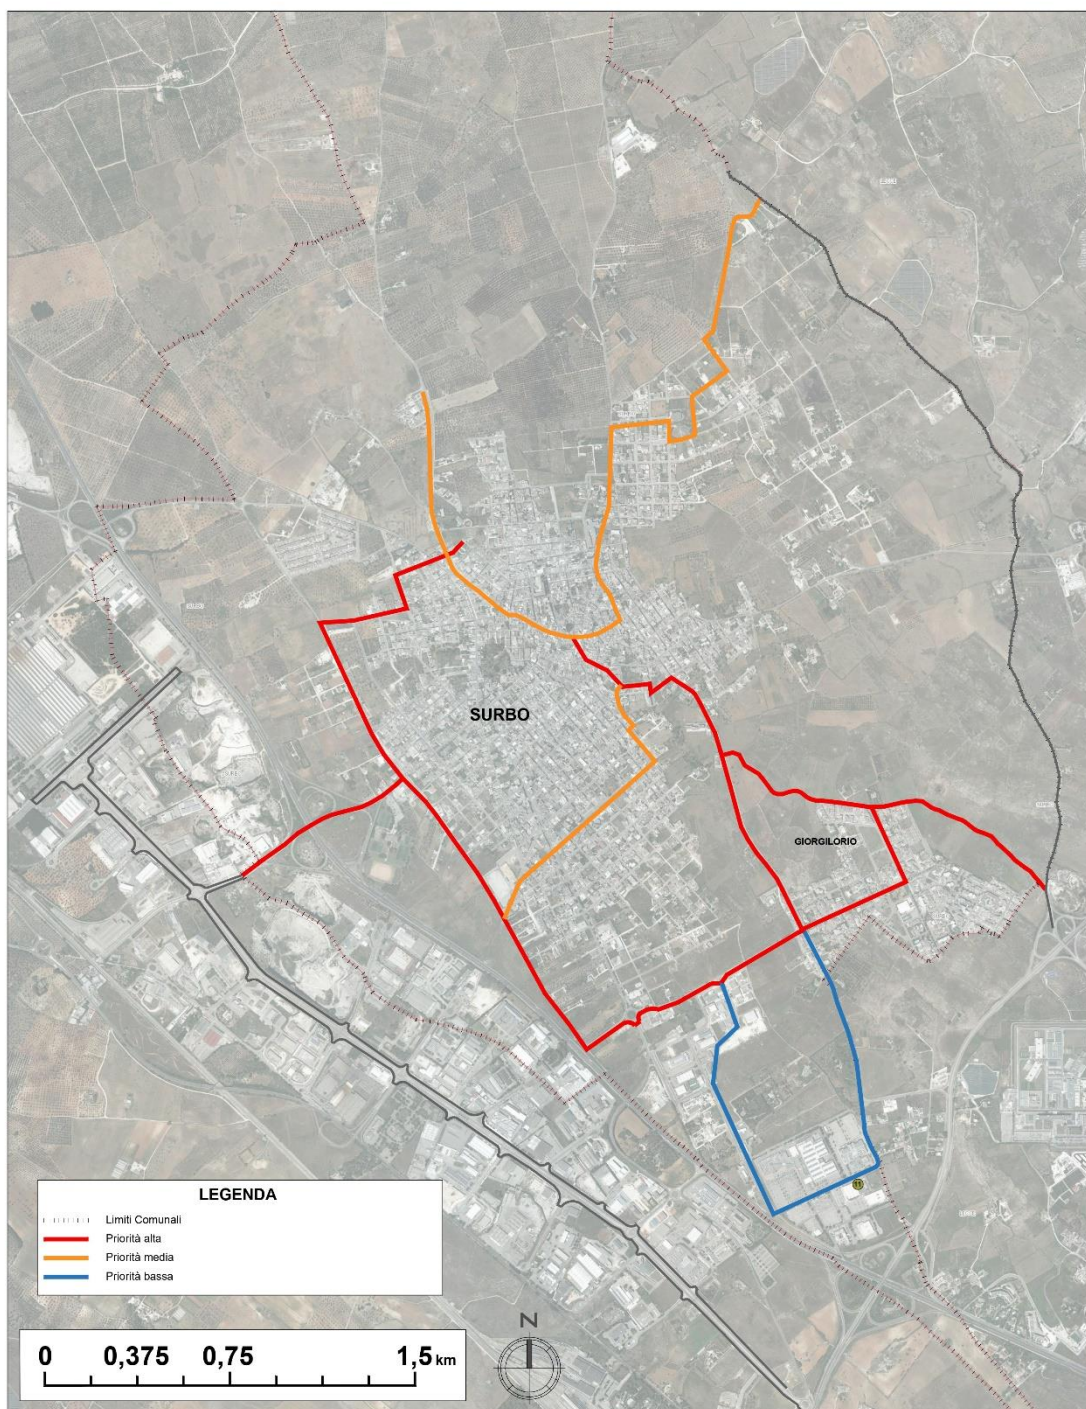 SURBO
GIORGILORIO
11
LEGENDA
Limiti Comunali
Priorità alta
Priorità media
Priorità bassa
N
0 0,375 0,75 1,5 km